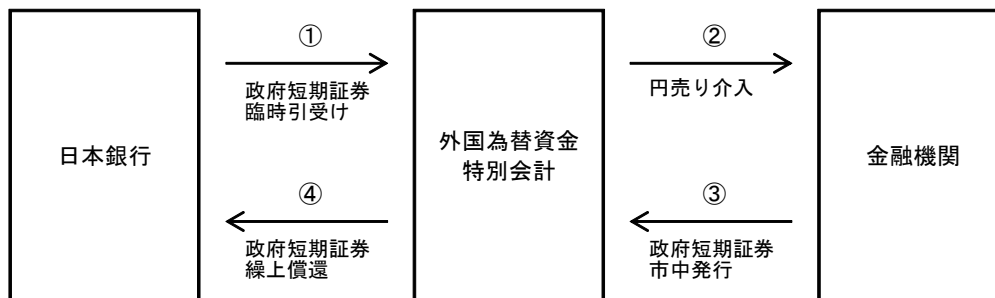 ①
政府短期証券
臨時引受け
②
円売り介入
日本銀行
外国為替資金
特別会計
金融機関
④
政府短期証券
繰上償還
③
政府短期証券
市中発行